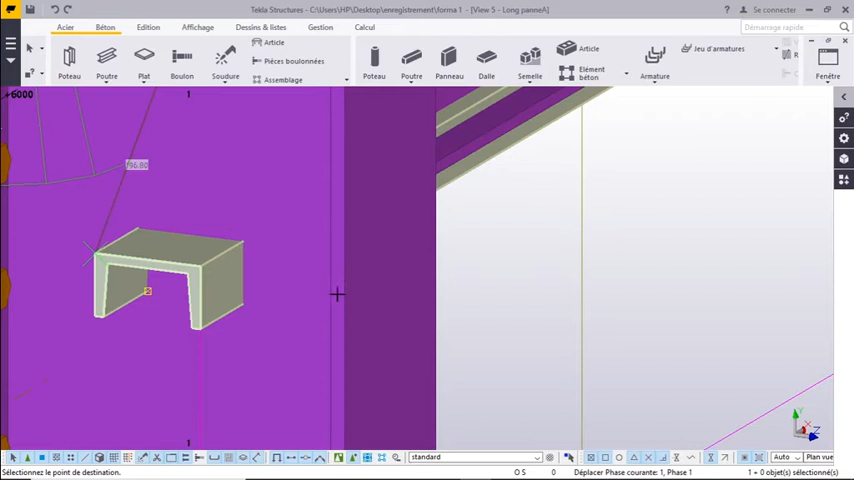 Tekla Structures - C:\Users\HP\Desktop\enregistrement\forma 1 - [View 5 - Long panneA]
Se connecter
Acier Béton Edition Affichage Dessins & listes Gestion Calcul
Démarrage rapide
Poteau Poutre Plat Boulon Soudure
Article
Pièces boulonnées
Assemblage
Poteau Poutre Panneau Dalle Semelle
Article
Elément béton
Armature
Jeu d'armatures
Fenêtre
+6000
1
1
standard
Auto
Plan vue
Sélectionnez le point de destination.
O S
0
Déplacer Phase courante: 1, Phase 1
1 + 0 objet(s) sélectionné(s)